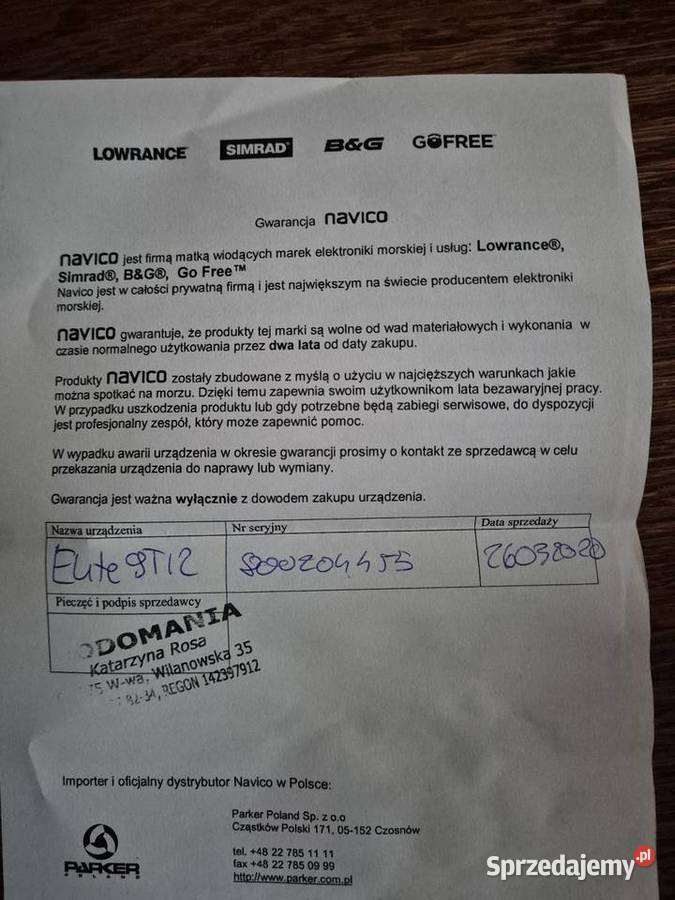 LOWRANCE SIMRAD B&G GOFREE
Gwarancja NAVICO
NAVICO jest firmą matką wiodących marek elektroniki morskiej i usług: Lowrance®,
Simrad®, B&G®, Go Free™
Navico jest w całości prywatną firmą i jest największym na świecie producentem elektroniki
morskiej.
NAVICO gwarantuje, że produkty tej marki są wolne od wad materiałowych i wykonania w
czasie normalnego użytkowania przez dwa lata od daty zakupu.
Produkty NAVICO zostały zbudowane z myślą o użyciu w najcięższych warunkach jakie
można spotkać na morzu. Dzięki temu zapewnia swoim użytkownikom lata bezawaryjnej pracy.
W przypadku uszkodzenia produktu lub gdy potrzebne będą zabiegi serwisowe, do dyspozycji
jest profesjonalny zespół, który może zapewnić pomoc.
W wypadku awarii urządzenia w okresie gwarancji prosimy o kontakt ze sprzedawcą w celu
przekazania urządzenia do naprawy lub wymiany.
Gwarancja jest ważna wyłącznie z dowodem zakupu urządzenia.
Nazwa urządzenia Nr seryjny Data sprzedaży
Elite 9TI2 26032020
Pieczęć i podpis sprzedawcy
ODOMANIA
Katarzyna Rosa
W-wa, Wilanowska 35
82-34, REGON 142397912
Importer i oficjalny dystrybutor Navico w Polsce:
Parker Poland Sp. z o.o
Cząstków Polski 171, 05-152 Czosnów
tel. +48 22 785 11 11
fax +48 22 785 09 99
http://www.parker.com.pl
PARKER
POLAND
Sprzedajemy.pl